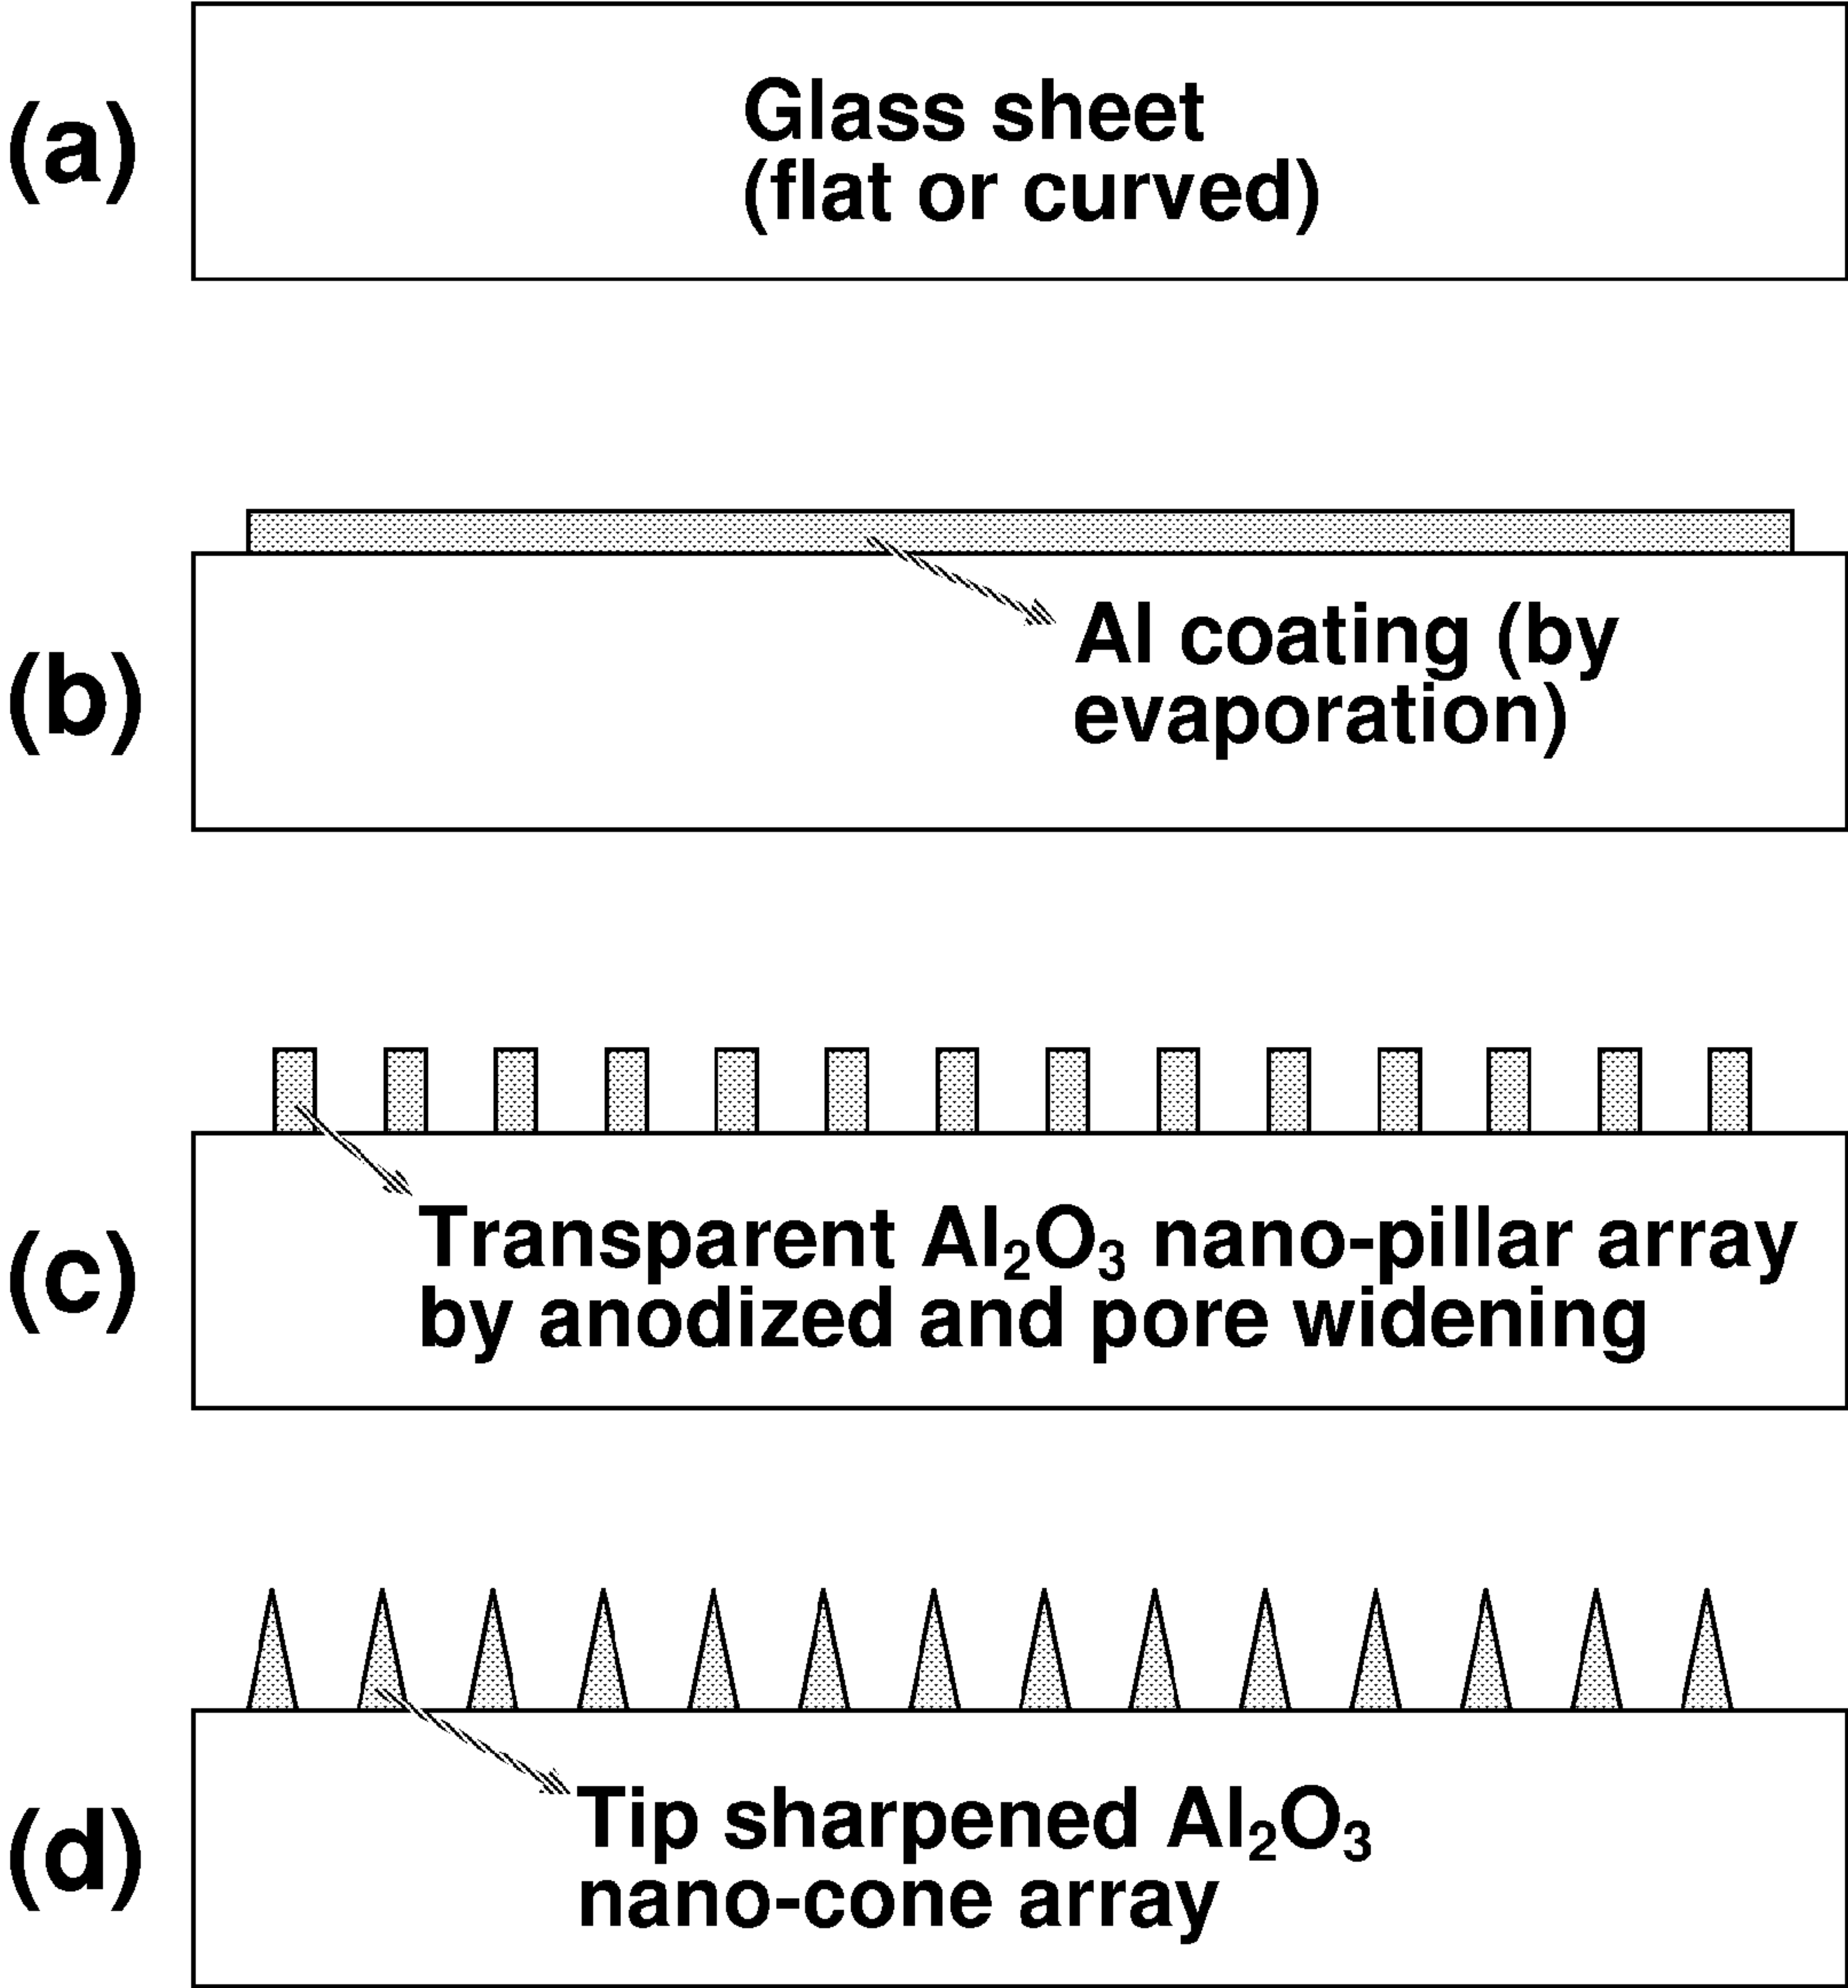 (a)
Glass sheet
(flat or curved)
(b)
Al coating (by
evaporation)
(c)
Transparent Al₂O₃ nano-pillar array
by anodized and pore widening
(d)
Tip sharpened Al₂O₃
nano-cone array